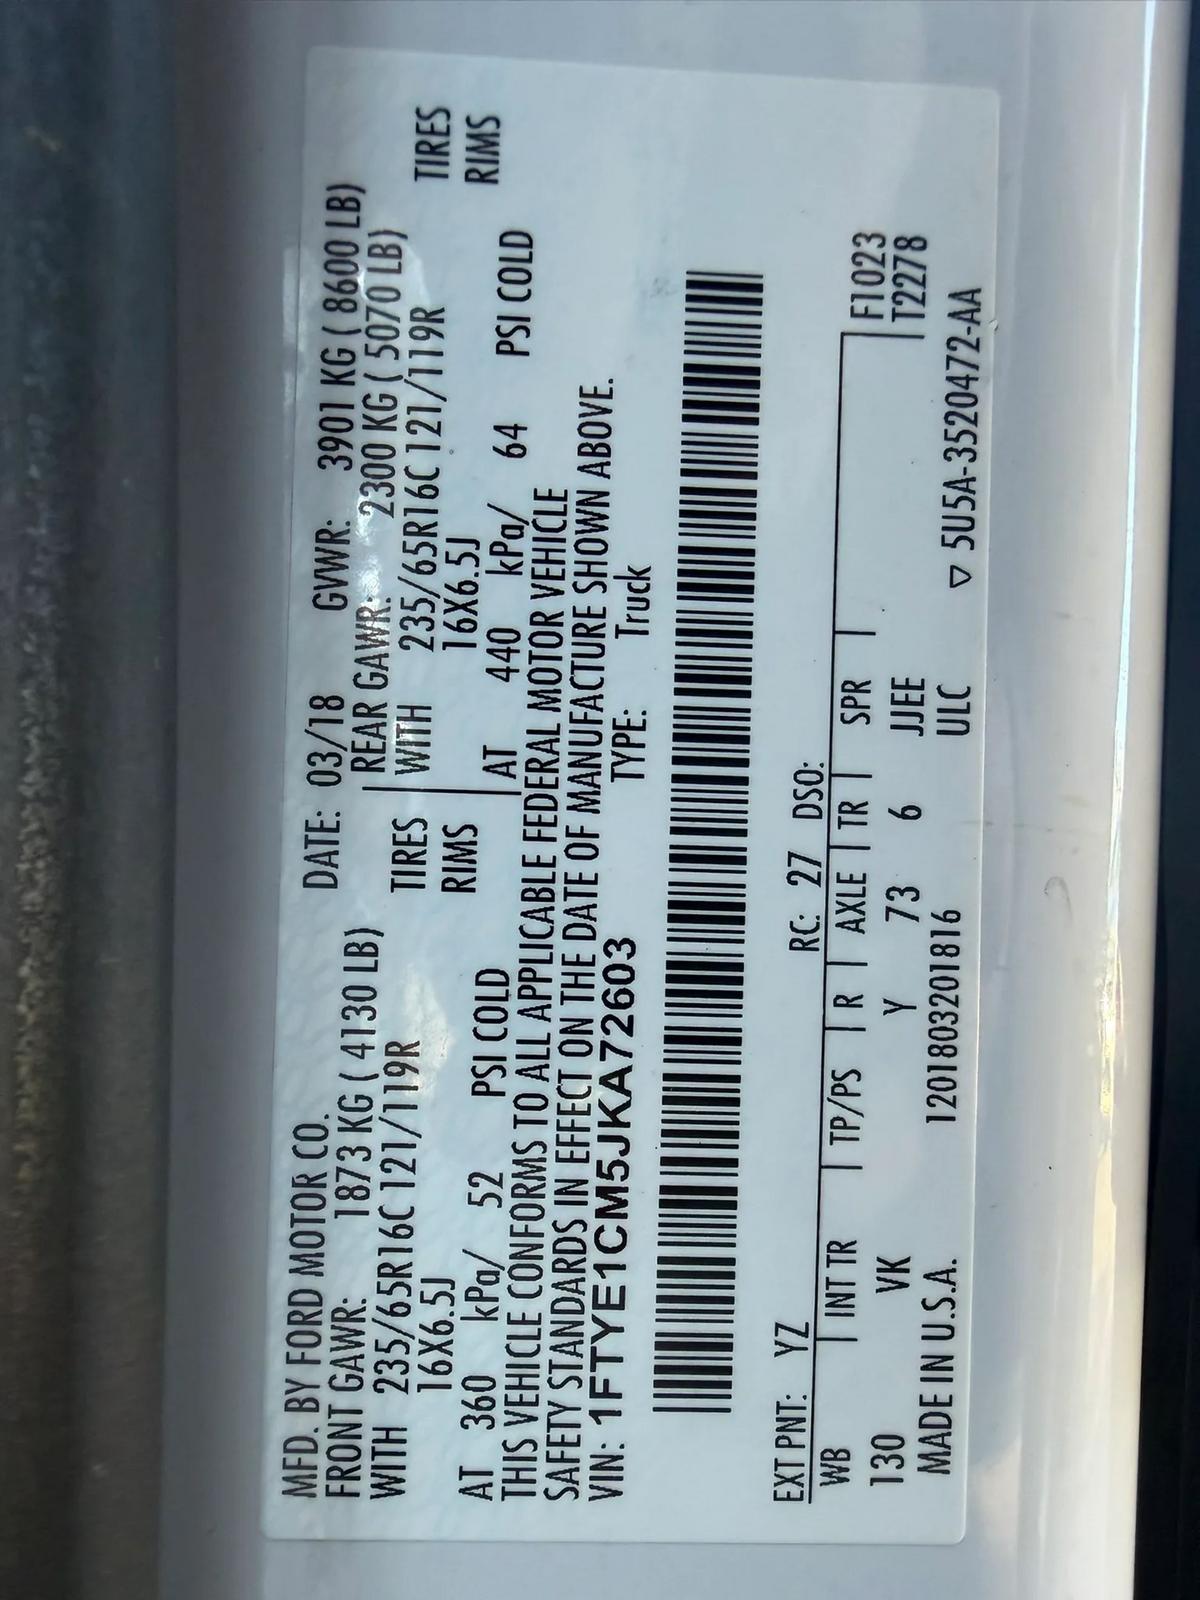 MFD. BY FORD MOTOR CO. DATE: 03/18 GVWR: 3901 KG ( 8600 LB)
FRONT GAWR: 1873 KG ( 4130 LB) REAR GAWR: 2300 KG ( 5070 LB)
WITH 235/65R16C 121/119R TIRES WITH 235/65R16C 121/119R TIRES
16X6.5J RIMS 16X6.5J RIMS
AT 360 kPa/ 52 PSI COLD AT 440 kPa/ 64 PSI COLD
THIS VEHICLE CONFORMS TO ALL APPLICABLE FEDERAL MOTOR VEHICLE
SAFETY STANDARDS IN EFFECT ON THE DATE OF MANUFACTURE SHOWN ABOVE.
VIN: 1FTYE1CM5JKA72603 TYPE: Truck
EXT PNT: YZ RC: 27 DSO:
WB INT TR TP/PS R AXLE TR SPR F1023
130 VK Y 73 6 JJEE T2278
MADE IN U.S.A. 120180320181​6 ULC
▽ 5U5A-3520472-AA